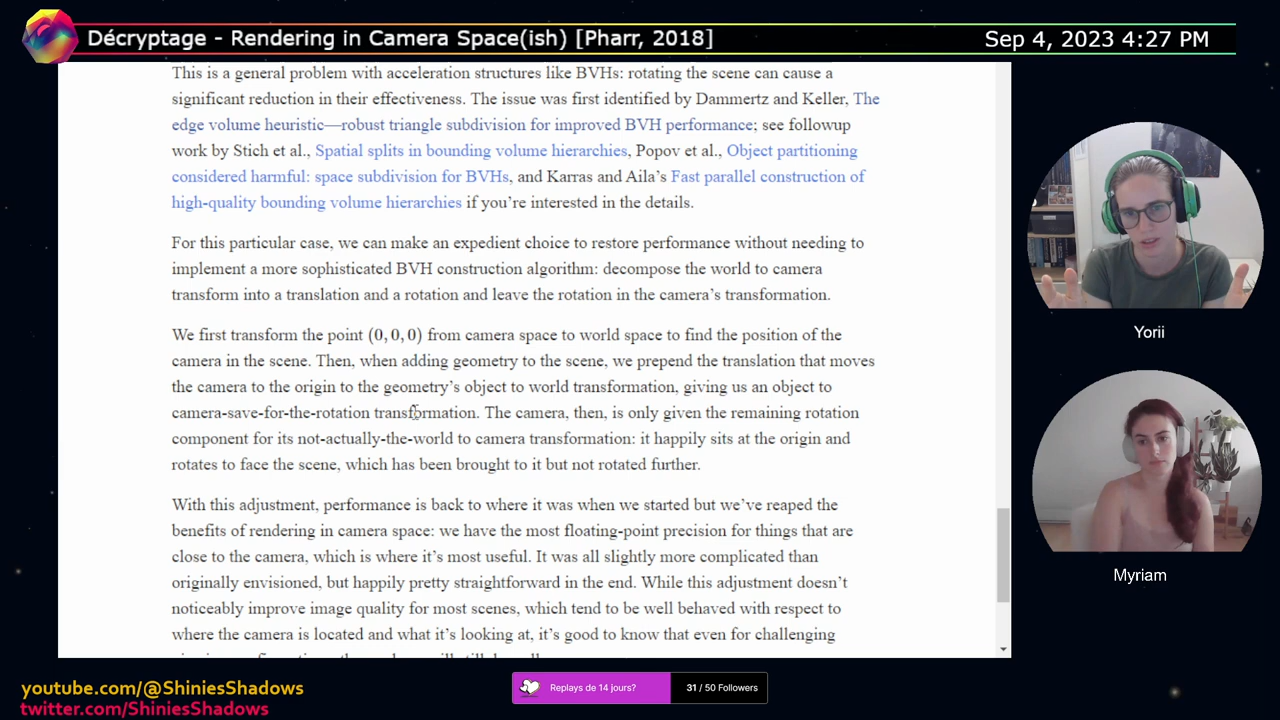 Décryptage - Rendering in Camera Space(ish) [Pharr, 2018]
Sep 4, 2023 4:27 PM
This is a general problem with acceleration structures like BVHs: rotating the scene can cause a
significant reduction in their effectiveness. The issue was first identified by Dammertz and Keller, The
edge volume heuristic—robust triangle subdivision for improved BVH performance; see followup
work by Stich et al., Spatial splits in bounding volume hierarchies, Popov et al., Object partitioning
considered harmful: space subdivision for BVHs, and Karras and Aila's Fast parallel construction of
high-quality bounding volume hierarchies if you're interested in the details.
For this particular case, we can make an expedient choice to restore performance without needing to
implement a more sophisticated BVH construction algorithm: decompose the world to camera
transform into a translation and a rotation and leave the rotation in the camera's transformation.
We first transform the point (0, 0, 0) from camera space to world space to find the position of the
camera in the scene. Then, when adding geometry to the scene, we prepend the translation that moves
the camera to the origin to the geometry's object to world transformation, giving us an object to
camera-save-for-the-rotation transformation. The camera, then, is only given the remaining rotation
component for its not-actually-the-world to camera transformation: it happily sits at the origin and
rotates to face the scene, which has been brought to it but not rotated further.
With this adjustment, performance is back to where it was when we started but we've reaped the
benefits of rendering in camera space: we have the most floating-point precision for things that are
close to the camera, which is where it's most useful. It was all slightly more complicated than
originally envisioned, but happily pretty straightforward in the end. While this adjustment doesn't
noticeably improve image quality for most scenes, which tend to be well behaved with respect to
where the camera is located and what it's looking at, it's good to know that even for challenging
Yorii
Myriam
Replays de 14 jours?
31 / 50 Followers
youtube.com/@ShiniesShadows
twitter.com/ShiniesShadows